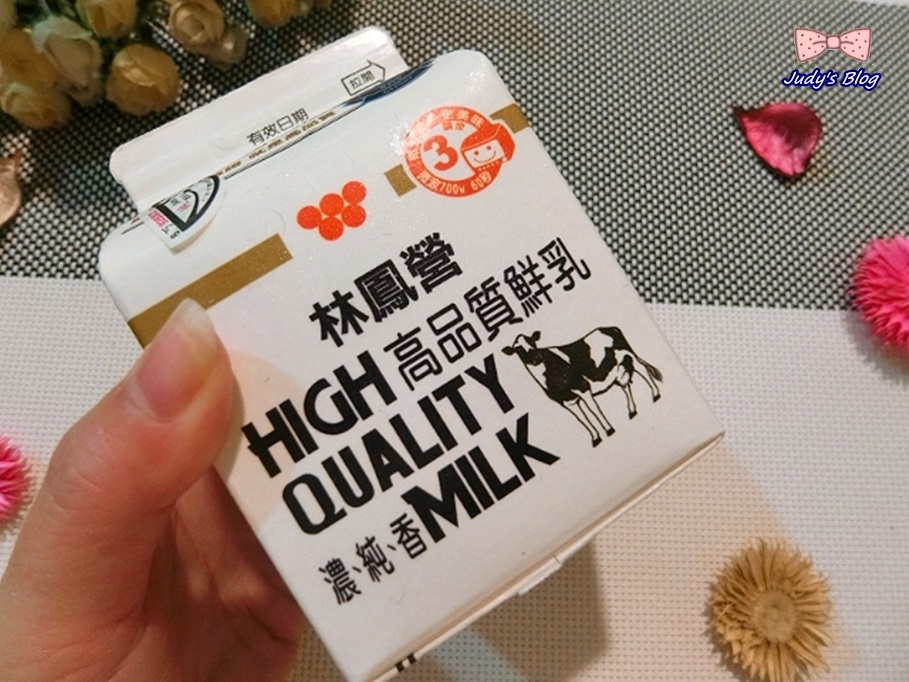 Judy's Blog
拉開
有效日期
3
微波700w 60秒
林鳳營
高品質鮮乳
HIGH
QUALITY
MILK
濃、純、香